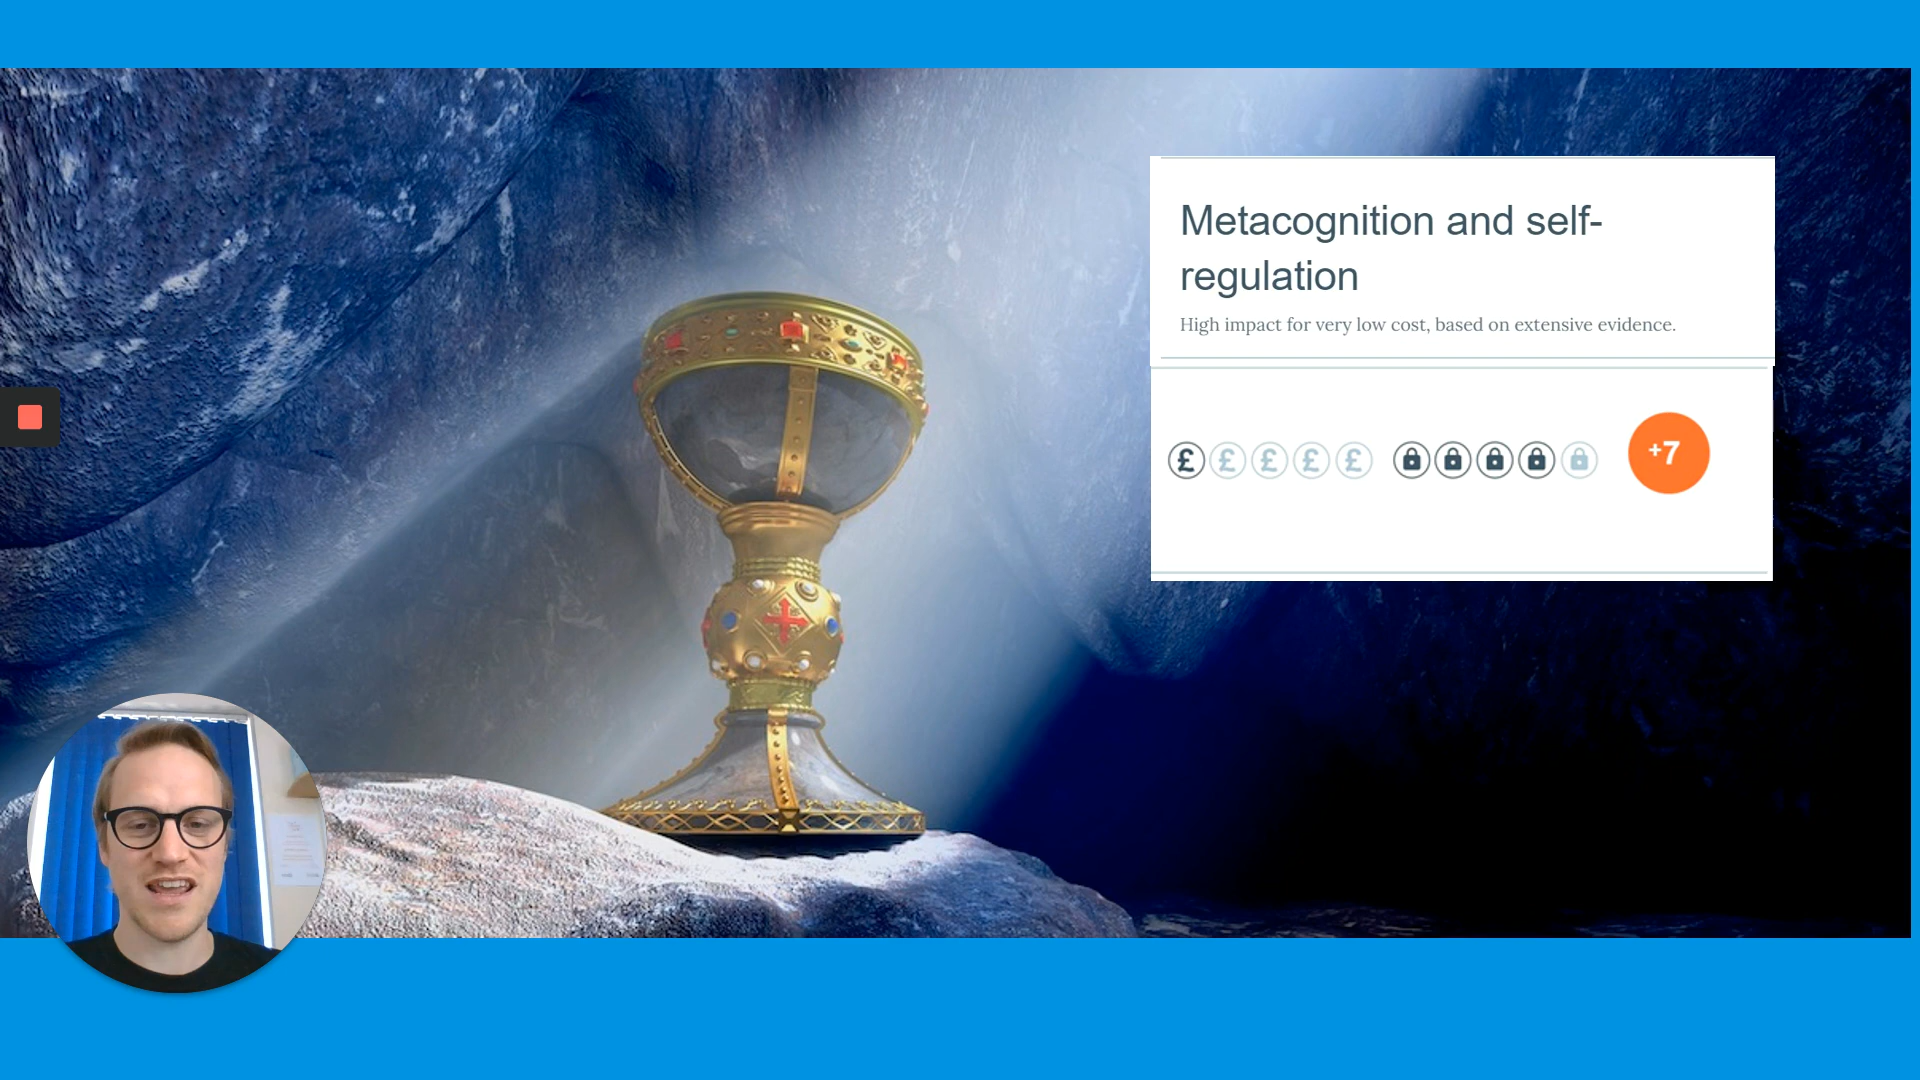 Metacognition and self-
regulation
High impact for very low cost, based on extensive evidence.
£ £ £ £ £ +7